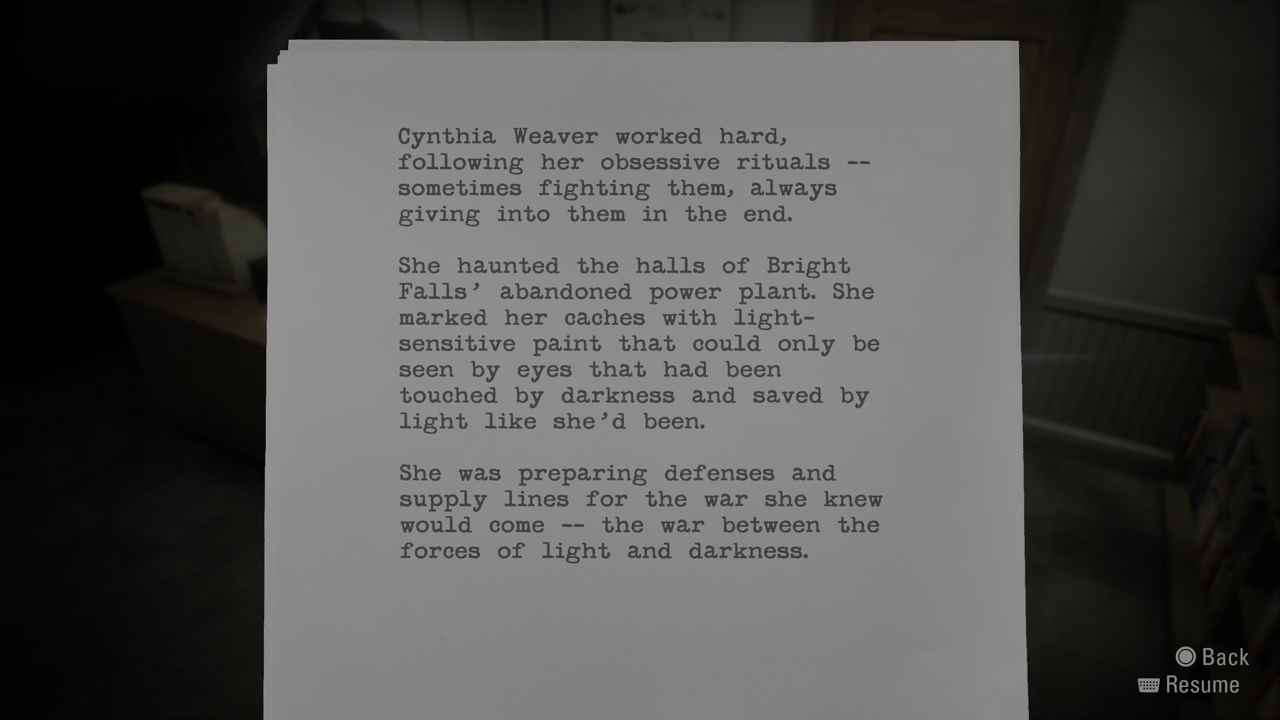 Cynthia Weaver worked hard,
following her obsessive rituals --
sometimes fighting them, always
giving into them in the end.
She haunted the halls of Bright
Falls' abandoned power plant. She
marked her caches with light-
sensitive paint that could only be
seen by eyes that had been
touched by darkness and saved by
light like she'd been.
She was preparing defenses and
supply lines for the war she knew
would come -- the war between the
forces of light and darkness.
Back
Resume